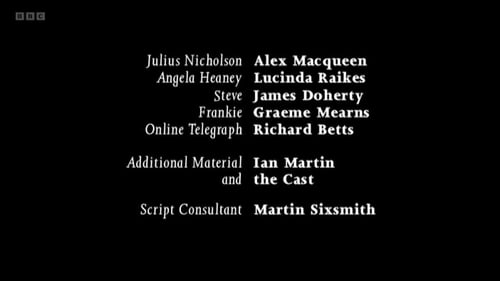 BBC
Julius Nicholson Alex Macqueen
Angela Heaney Lucinda Raikes
Steve James Doherty
Frankie Graeme Mearns
Online Telegraph Richard Betts
Additional Material Ian Martin
and the Cast
Script Consultant Martin Sixsmith